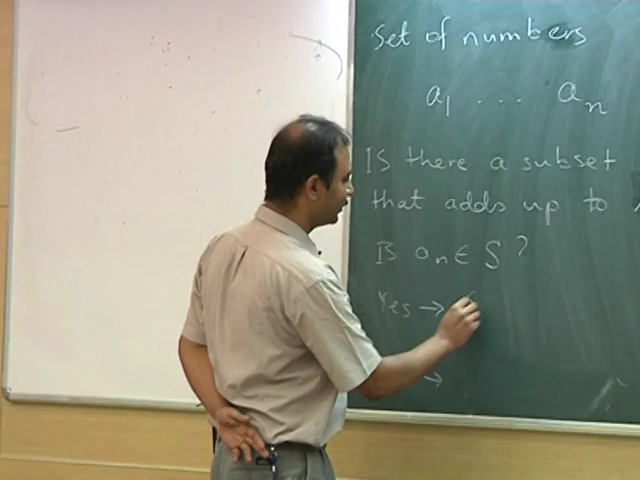 Set of numbers
a1 ... an
Is there a subset
that adds up to
Is an ∈ S ?
Yes →
→